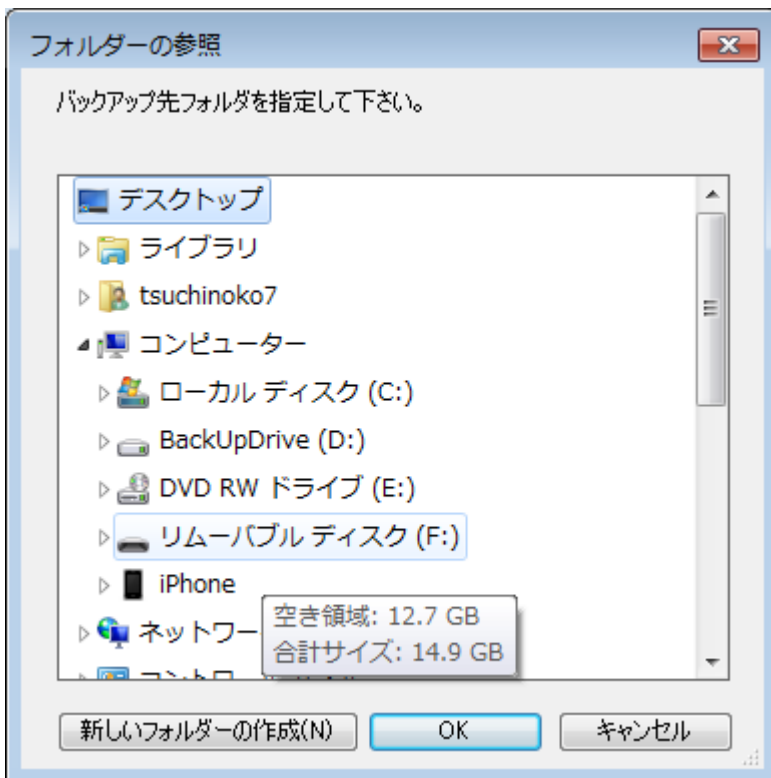 フォルダーの参照
バックアップ先フォルダを指定して下さい。
デスクトップ
ライブラリ
tsuchinoko7
コンピューター
ローカル ディスク (C:)
BackUpDrive (D:)
DVD RW ドライブ (E:)
リムーバブル ディスク (F:)
iPhone
空き領域: 12.7 GB
ネットワー
合計サイズ: 14.9 GB
新しいフォルダーの作成(N)
OK
キャンセル